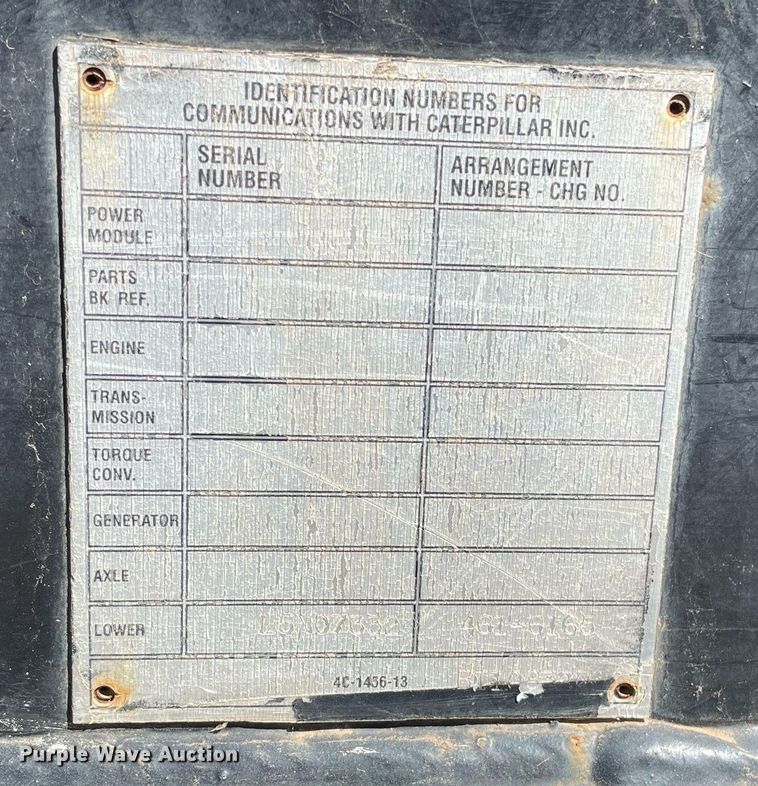 IDENTIFICATION NUMBERS FOR
COMMUNICATIONS WITH CATERPILLAR INC.
SERIAL
NUMBER
ARRANGEMENT
NUMBER - CHG NO.
POWER
MODULE
PARTS
BK REF.
ENGINE
TRANS-
MISSION
TORQUE
CONV.
GENERATOR
AXLE
LOWER
4C-1456-13
Purple Wave Auction